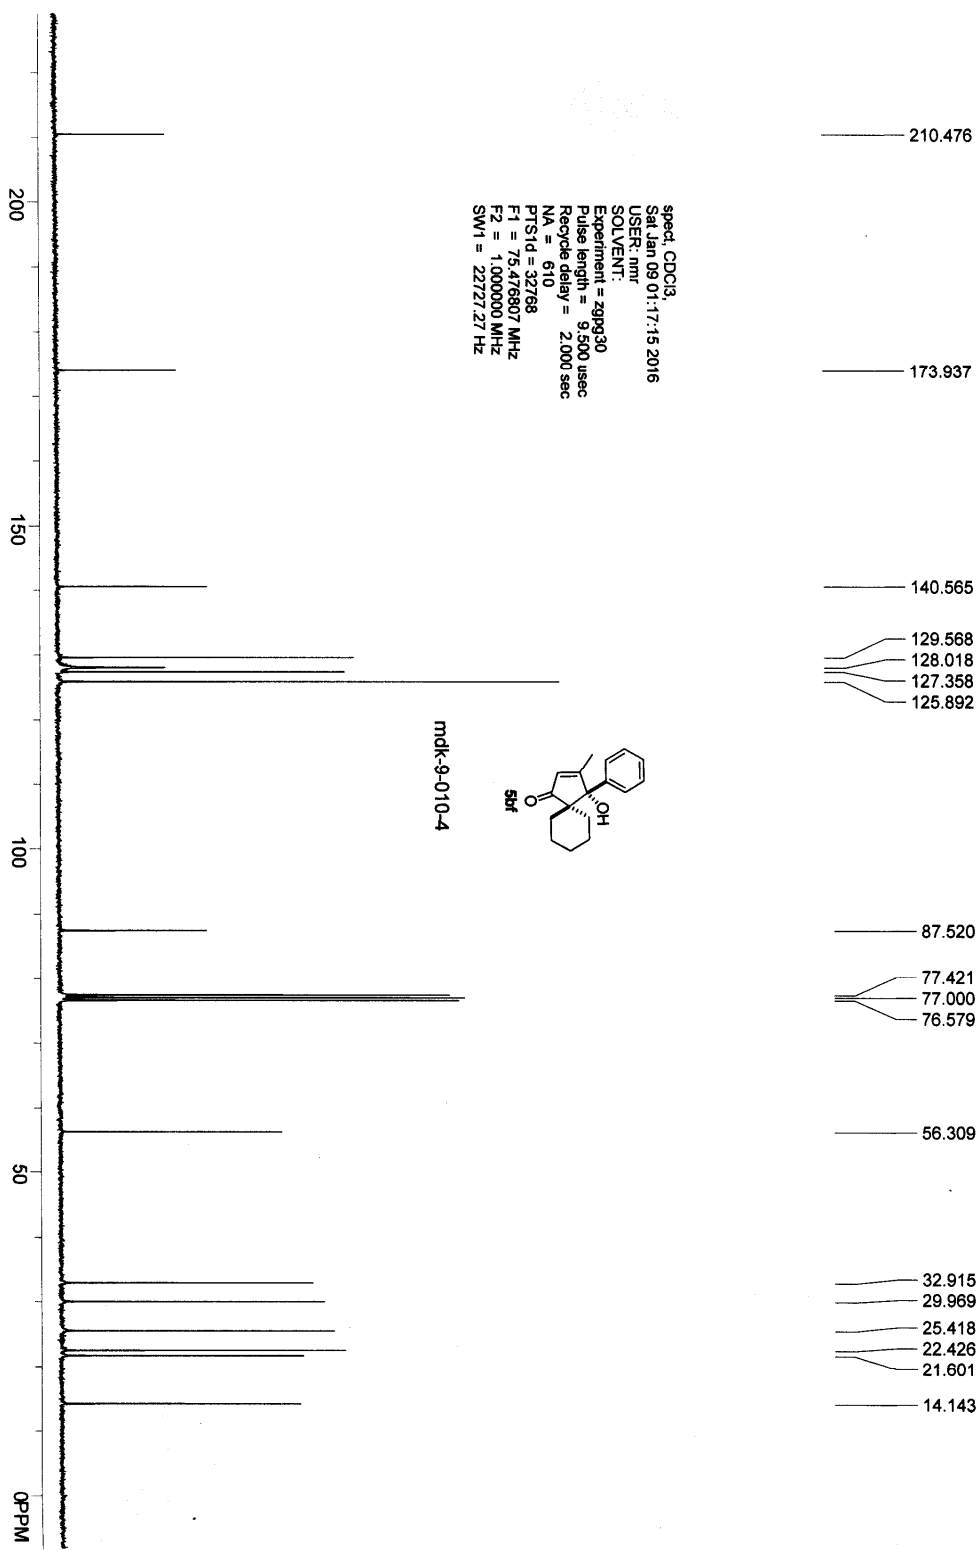 210.476
173.937
140.565
129.568
128.018
127.358
125.892
87.520
77.421
77.000
76.579
56.309
32.915
29.969
25.418
22.426
21.601
14.143
spect, CDCl3,
Sat Jan 09 01:17:15 2016
USER: nmr
SOLVENT:
Experiment = zgpg30
Pulse length = 9.500 usec
Recycle delay = 2.000 sec
NA = 610
PTS1d = 32768
F1 = 75.476807 MHz
F2 = 1.000000 MHz
SW1 = 22727.27 Hz
OH
O
5bf
mdk-9-010-4
200
150
100
50
0PPM